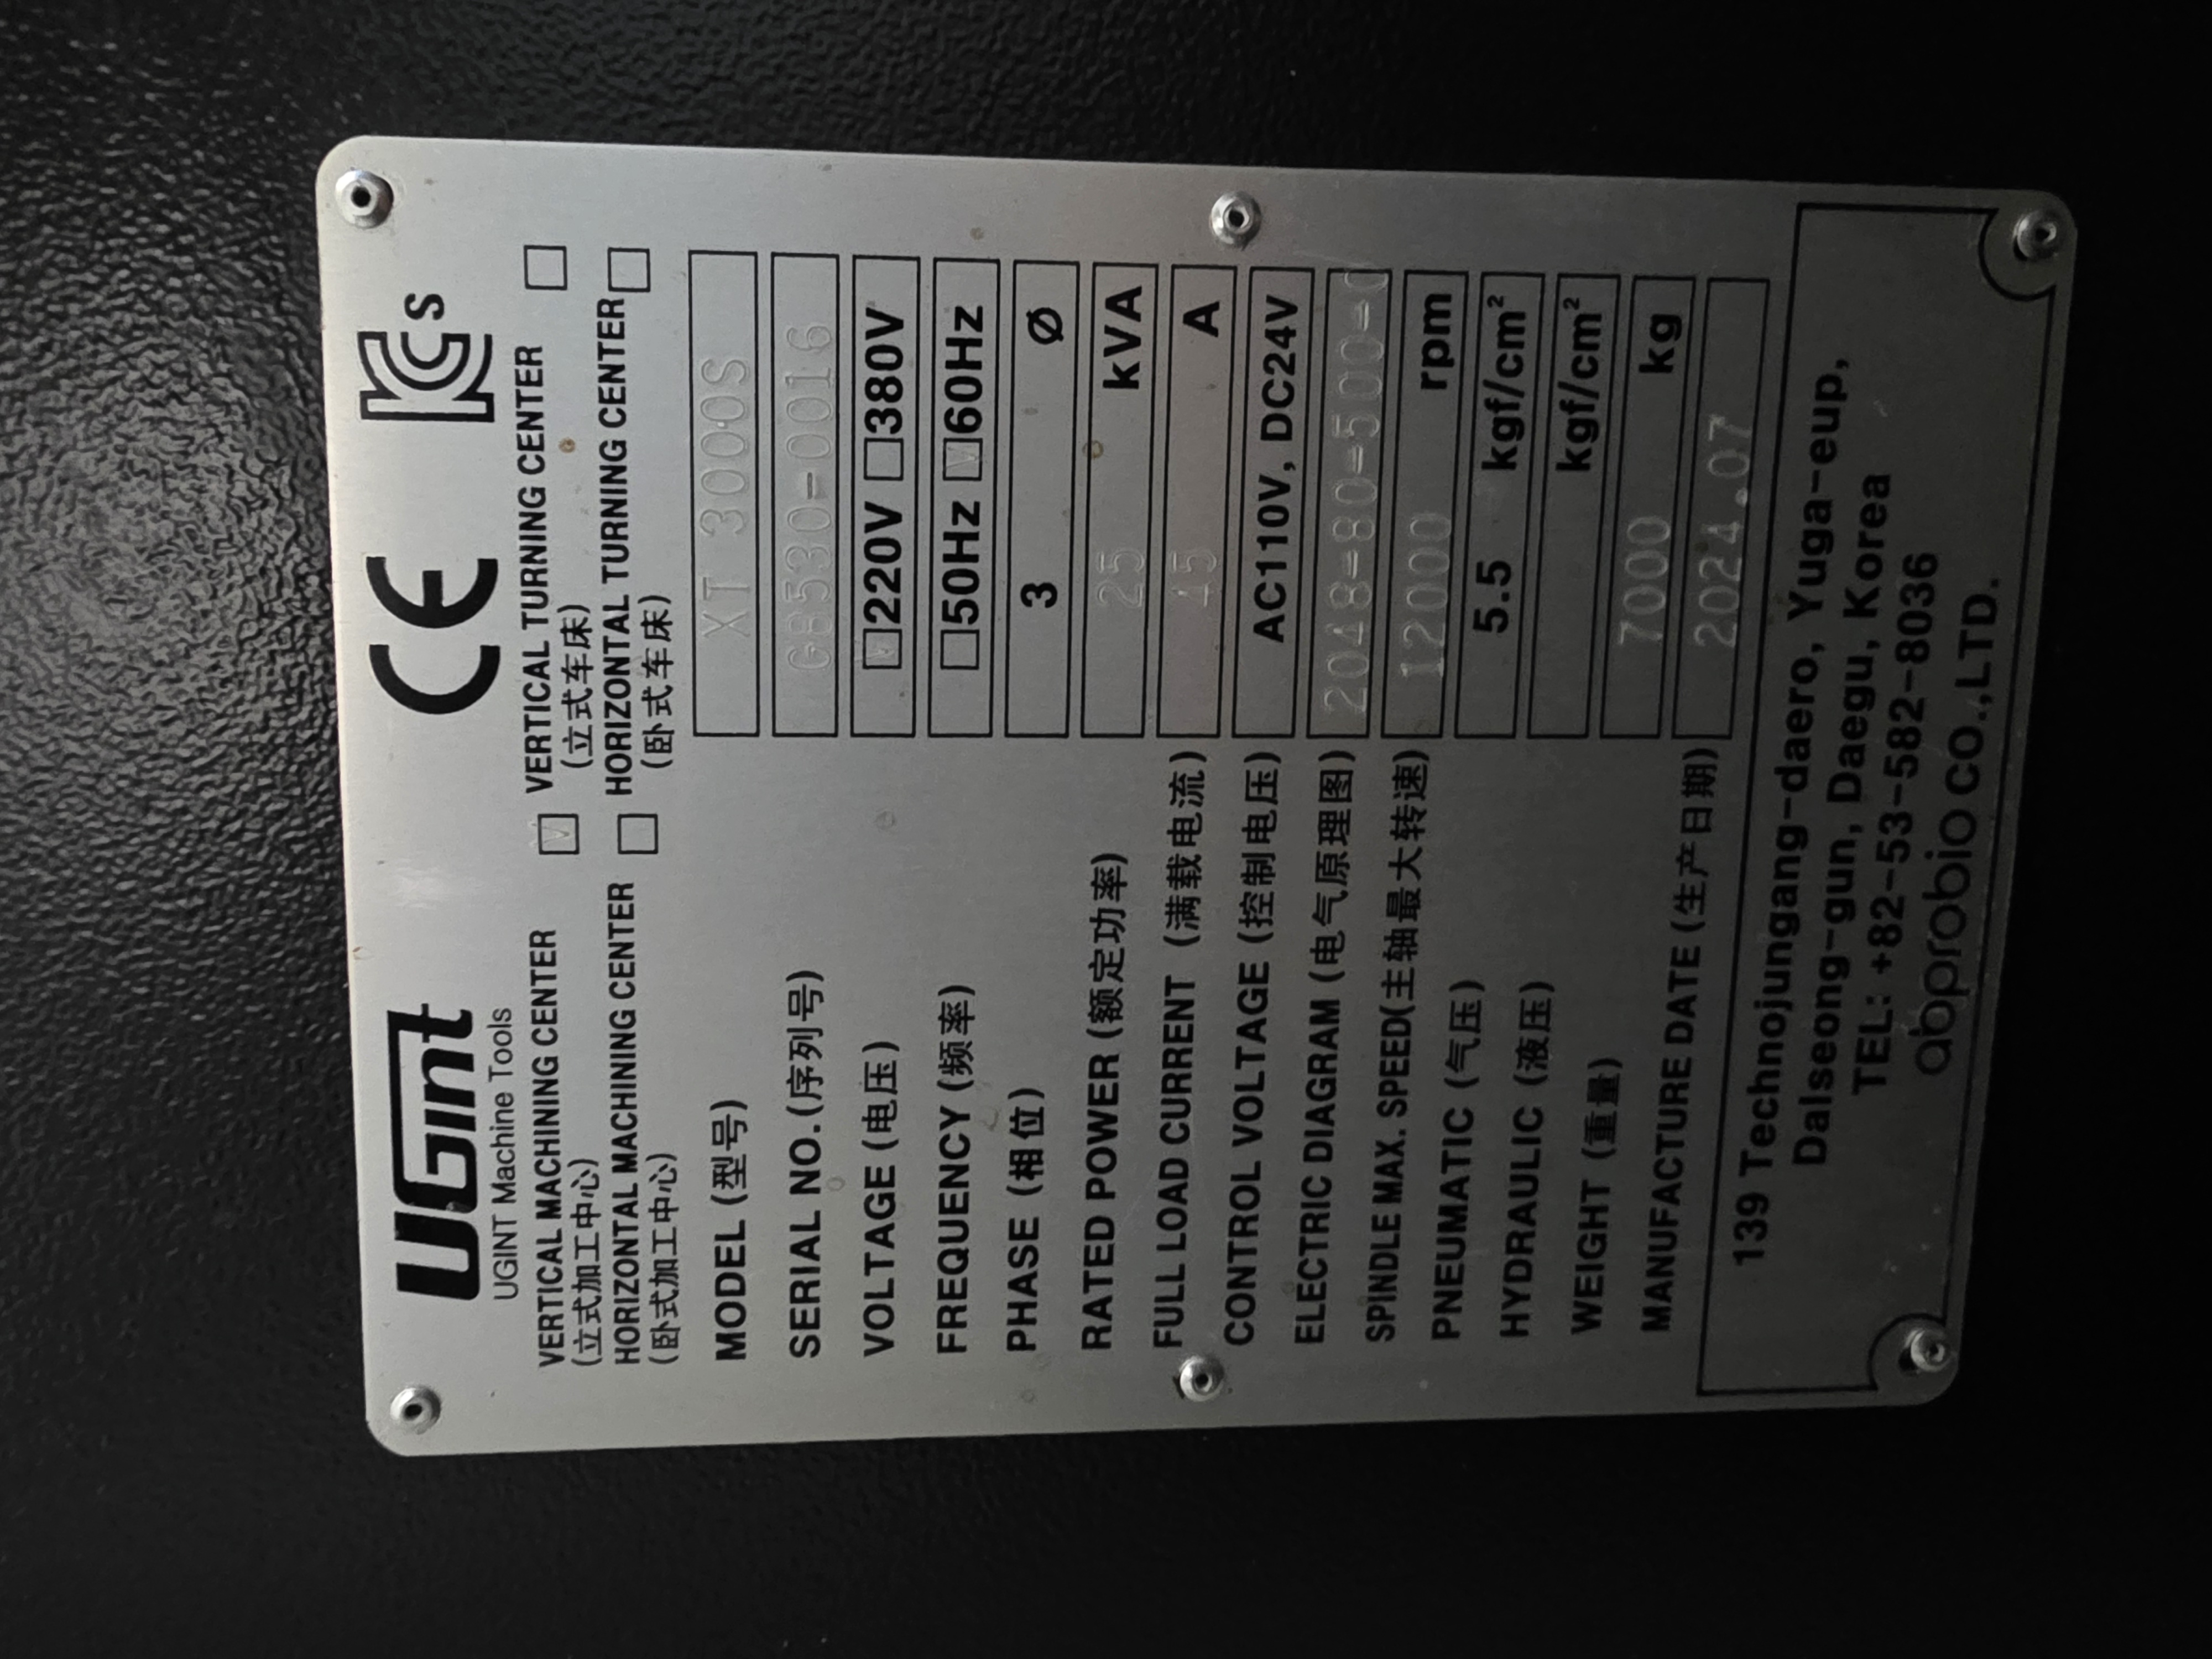 UGint
UGINT Machine Tools
CE
s
VERTICAL MACHINING CENTER ☑ VERTICAL TURNING CENTER ☐
(立式加工中心) (立式车床)
HORIZONTAL MACHINING CENTER ☐ HORIZONTAL TURNING CENTER ☐
(卧式加工中心) (卧式车床)
MODEL (型号) XT 3000S
SERIAL NO. (序列号) G8530-0016
VOLTAGE (电压) ☑220V ☐380V
FREQUENCY (频率) ☐50Hz ☑60Hz
PHASE (相位) 3 Ø
RATED POWER (额定功率) 25 kVA
FULL LOAD CURRENT (满载电流) 45 A
CONTROL VOLTAGE (控制电压) AC110V, DC24V
ELECTRIC DIAGRAM (电气原理图) 2048-80-500-0
SPINDLE MAX. SPEED(主轴最大转速) 12000 rpm
PNEUMATIC (气压) 5.5 kgf/cm²
HYDRAULIC (液压) kgf/cm²
WEIGHT (重量) 7000 kg
MANUFACTURE DATE (生产日期) 2024.07
139 Technojungang-daero, Yuga-eup,
Dalseong-gun, Daegu, Korea
TEL: +82-53-582-8036
abprobio CO.,LTD.